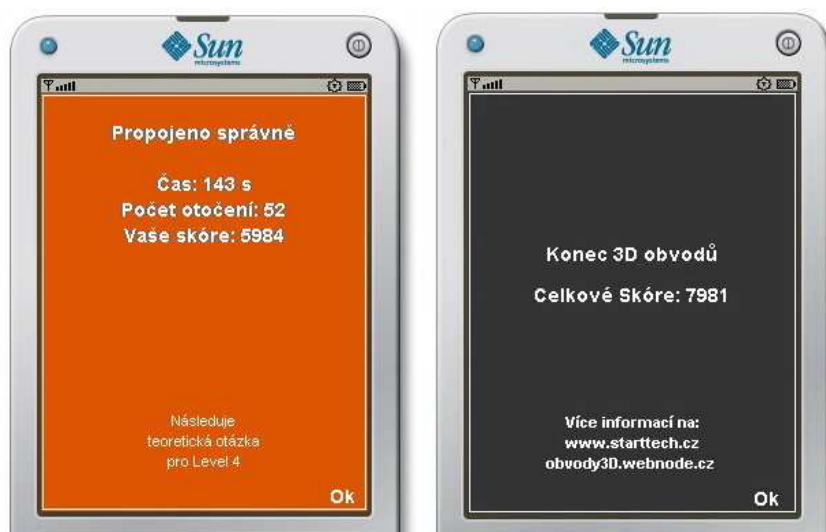 Sun
microsystems
Propojeno správně
Čas: 143 s
Počet otočení: 52
Vaše skóre: 5984
Následuje
teoretická otázka
pro Level 4
Ok
Sun
microsystems
Konec 3D obvodů
Celkové Skóre: 7981
Více informací na:
www.starttech.cz
obvody3D.webnode.cz
Ok